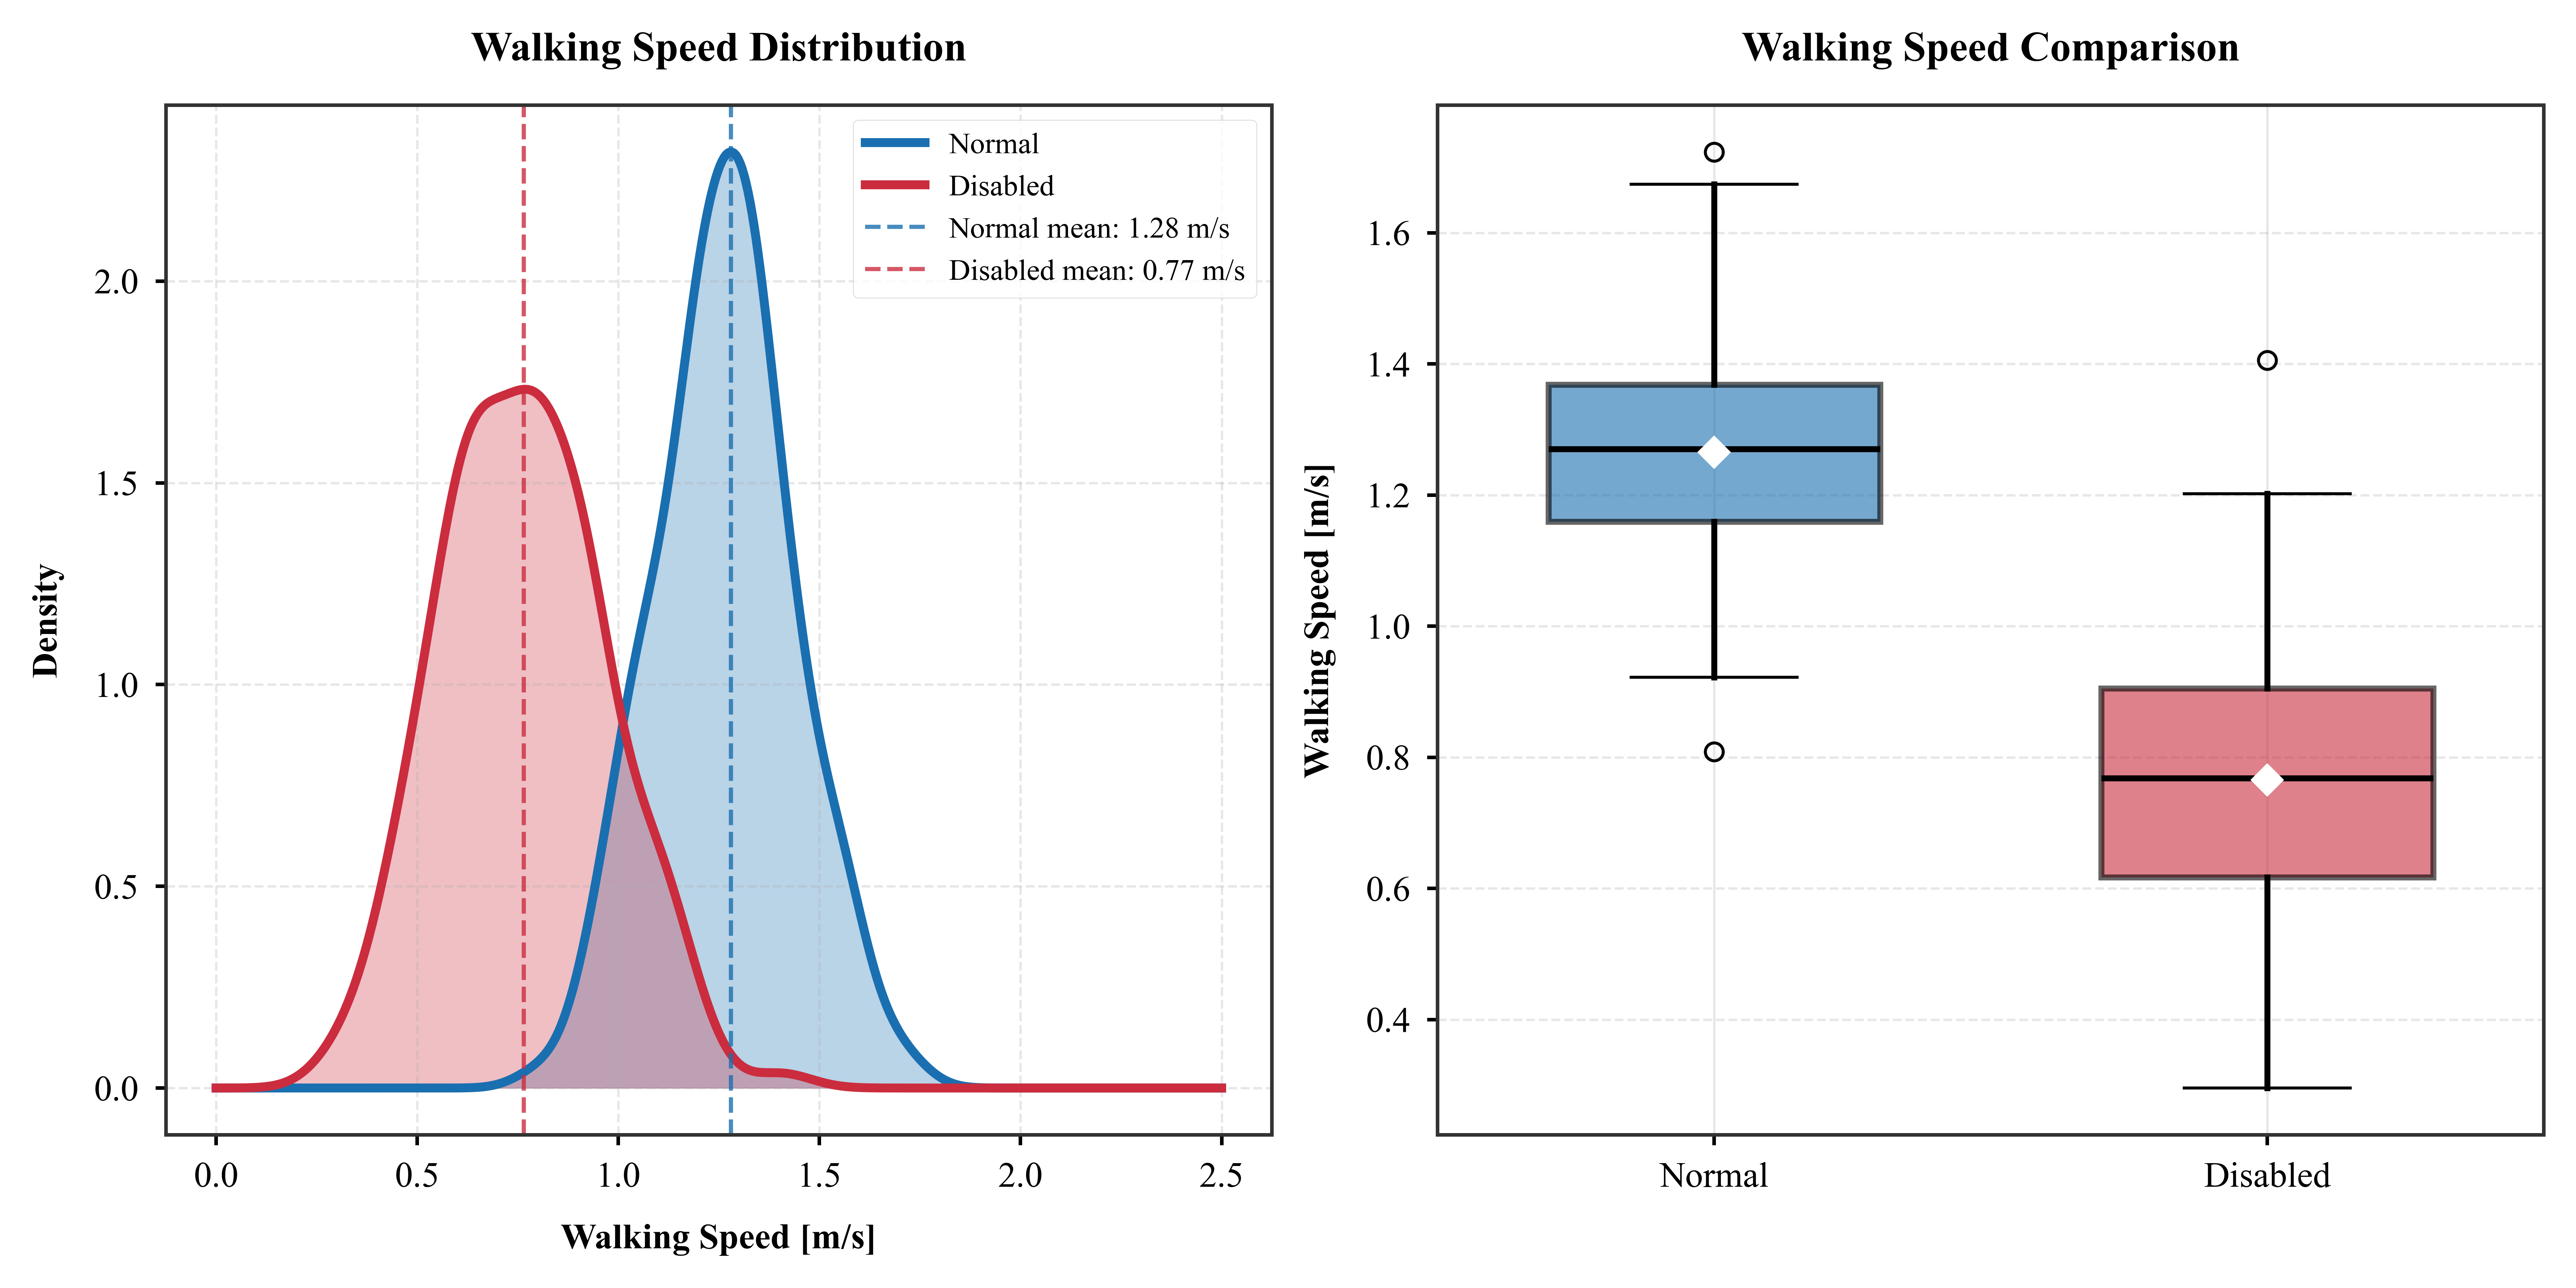 Walking Speed Distribution
Normal
Disabled
Normal mean: 1.28 m/s
Disabled mean: 0.77 m/s
Density
2.0
1.5
1.0
0.5
0.0
0.0 0.5 1.0 1.5 2.0 2.5
Walking Speed [m/s]
Walking Speed Comparison
Walking Speed [m/s]
1.6
1.4
1.2
1.0
0.8
0.6
0.4
Normal Disabled